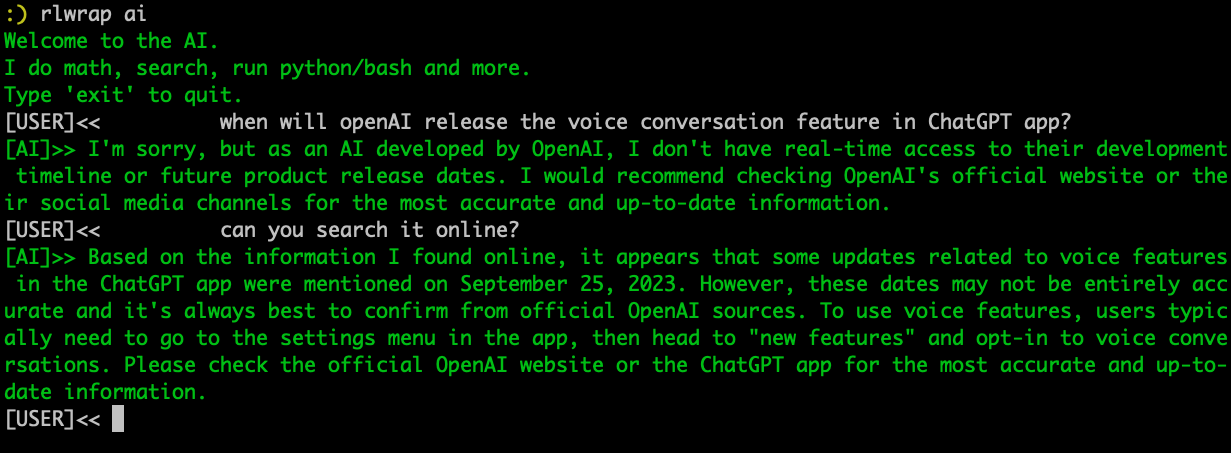 :) rlwrap ai
Welcome to the AI.
I do math, search, run python/bash and more.
Type 'exit' to quit.
[USER]<<          when will openAI release the voice conversation feature in ChatGPT app?
[AI]>> I'm sorry, but as an AI developed by OpenAI, I don't have real-time access to their development
 timeline or future product release dates. I would recommend checking OpenAI's official website or the
ir social media channels for the most accurate and up-to-date information.
[USER]<<          can you search it online?
[AI]>> Based on the information I found online, it appears that some updates related to voice features
 in the ChatGPT app were mentioned on September 25, 2023. However, these dates may not be entirely acc
urate and it's always best to confirm from official OpenAI sources. To use voice features, users typic
ally need to go to the settings menu in the app, then head to "new features" and opt-in to voice conve
rsations. Please check the official OpenAI website or the ChatGPT app for the most accurate and up-to-
date information.
[USER]<<